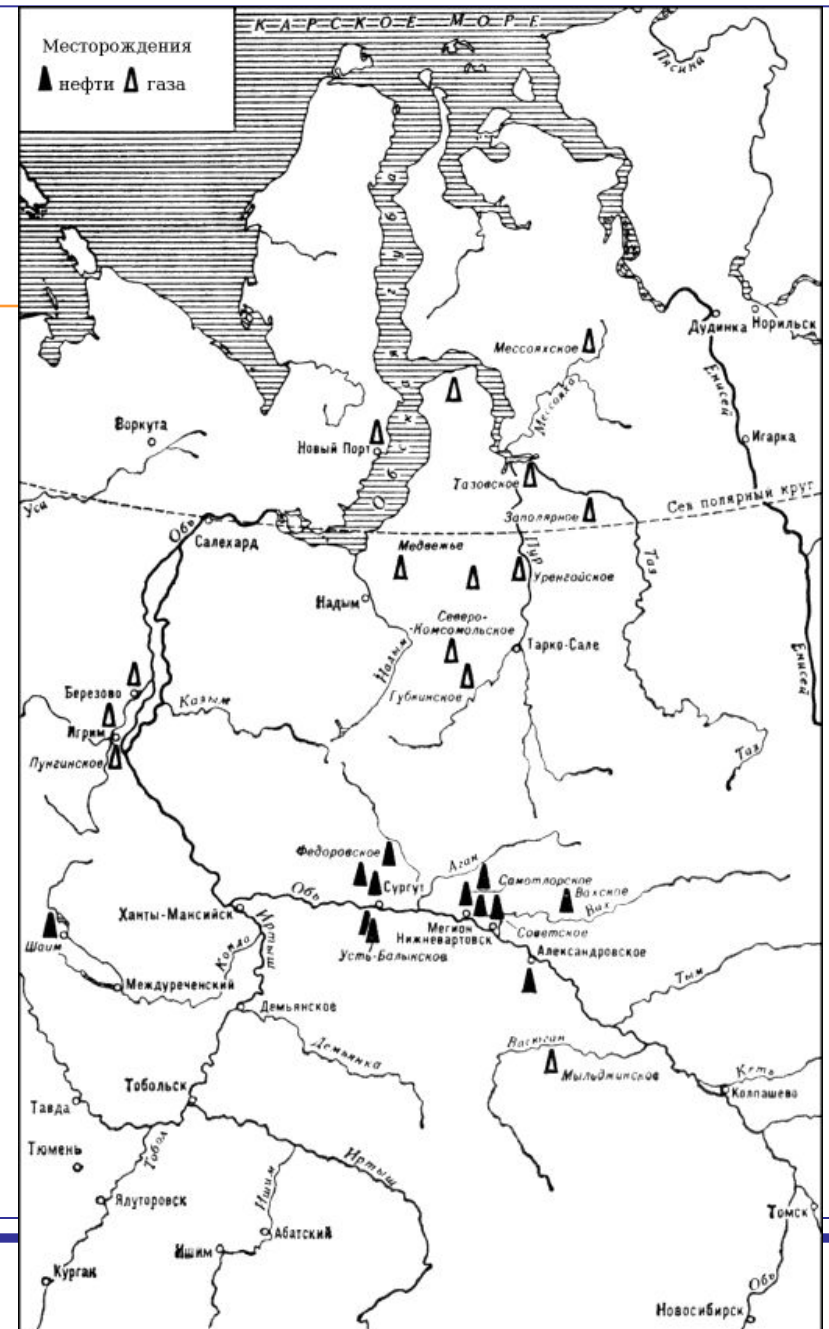 КАРСКОЕ МОРЕ
Месторождения
нефти газа
Пясина
Обская губа
Дудинка
Норильск
Мессояхское
Мессояха
Енисей
Воркута
Новый Порт
Игарка
Тазовское
Сев полярный круг
Уса
Заполярное
Обь
Салехард
Медвежье
Пур
Таз
Уренгойское
Надым
Северо-
-Комсомольское
Тарко-Сале
Надым
Енисей
Березово
Губкинское
Казым
Игрим
Пунгинское
Таз
Федоровское
Аган
Сургут
Самотлорское
Вахское
Обь
Вах
Ханты-Мансийск
Иртыш
Мегион
Советское
Нижневартовск
Шаим
Усть-Балыкское
Александровское
Конда
Междуреченский
Тым
Демьянское
Демьянка
Васюган
Мыльджинское
Кеть
Колпашево
Тобольск
Тавда
Тюмень
Тобол
Иртыш
Ишим
Ялуторовск
Томск
Абатский
Ишим
Курган
Обь
Новосибирск